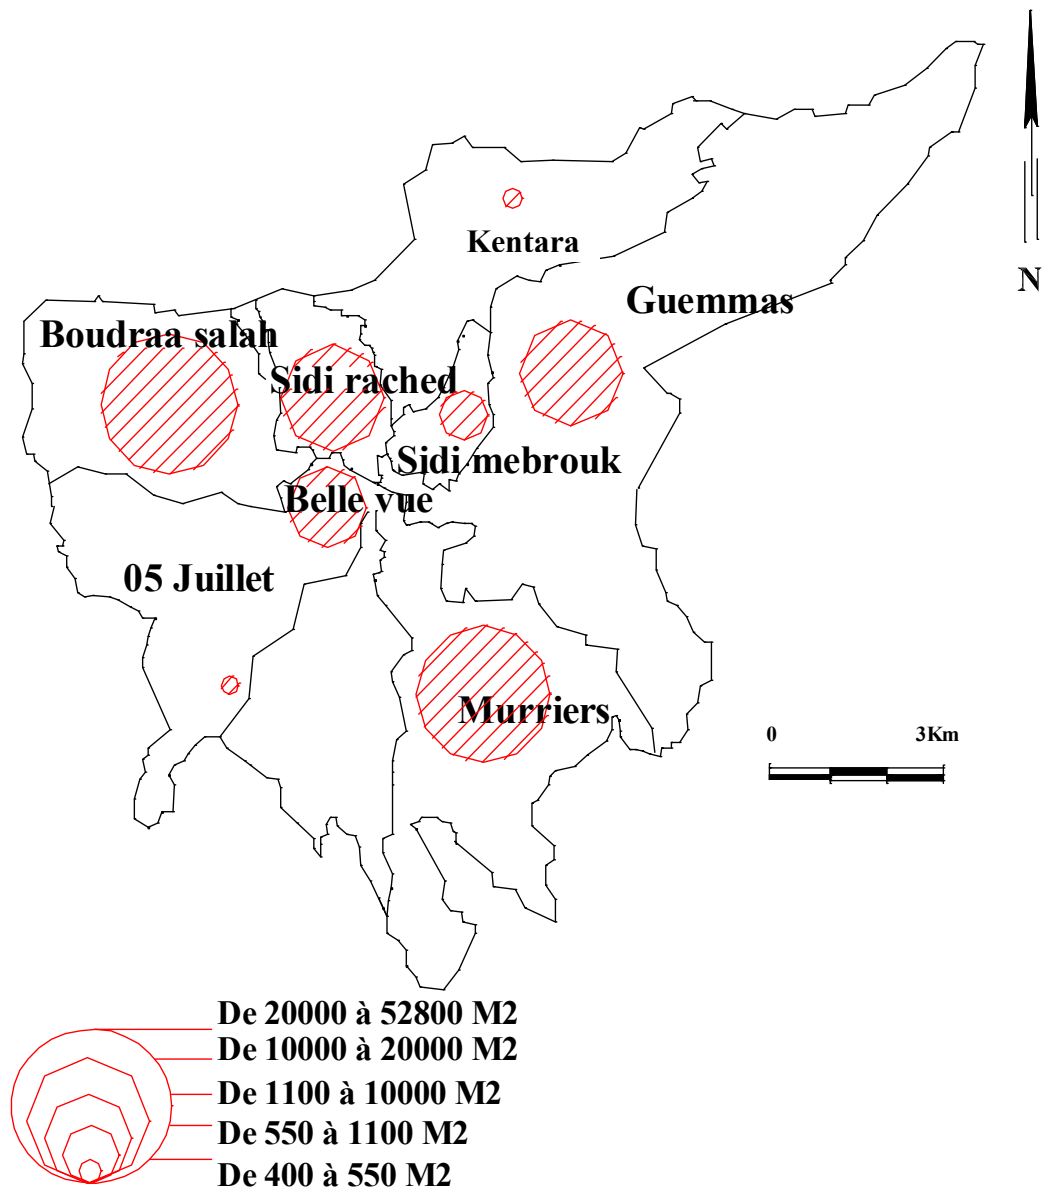 Kentara
N
Guemmas
Boudraa salah
Sidi rached
Sidi mebrouk
Belle vue
05 Juillet
Murriers
0 3Km
De 20000 à 52800 M2
De 10000 à 20000 M2
De 1100 à 10000 M2
De 550 à 1100 M2
De 400 à 550 M2